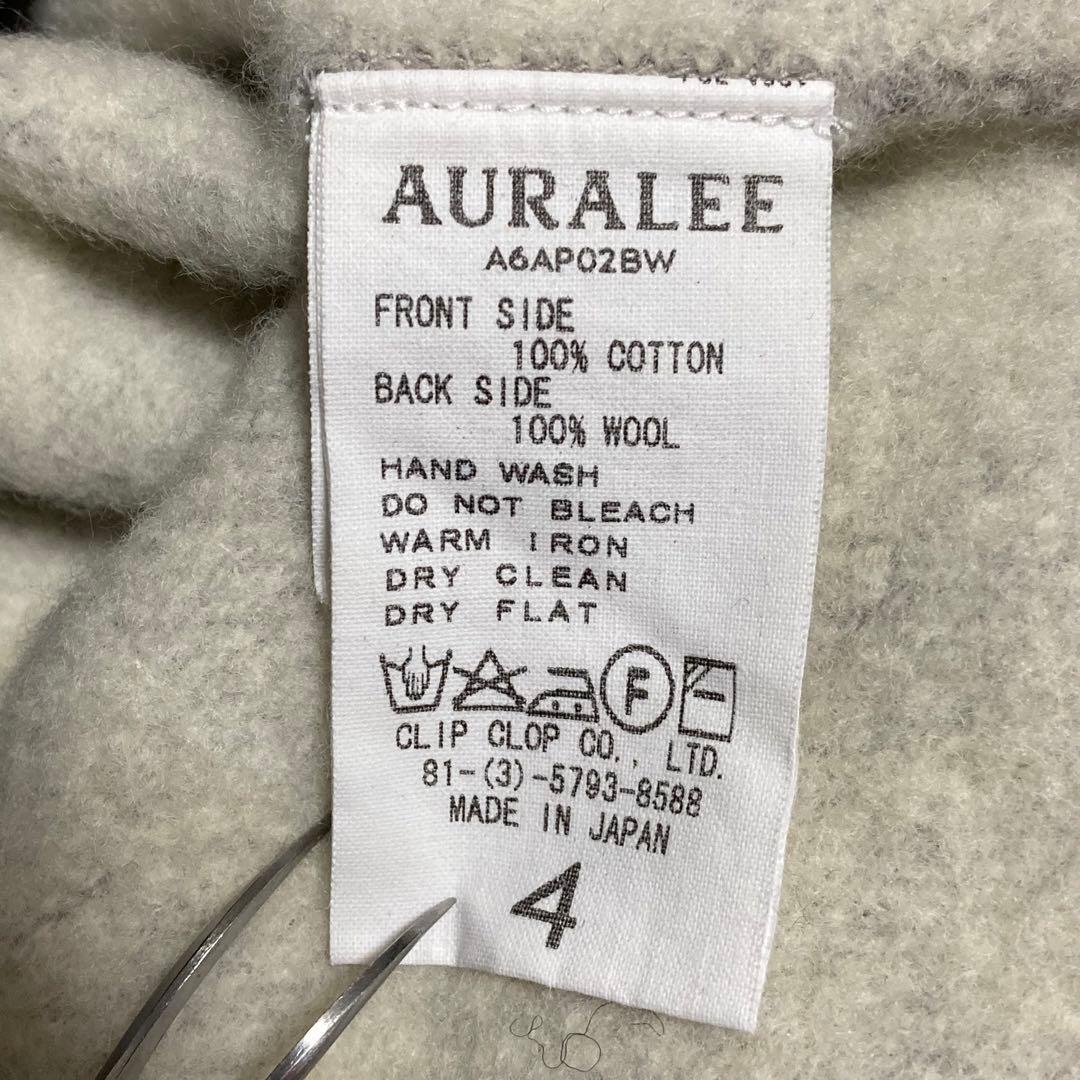 AURALEE
A6AP02BW
FRONT SIDE
100% COTTON
BACK SIDE
100% WOOL
HAND WASH
DO NOT BLEACH
WARM IRON
DRY CLEAN
DRY FLAT
F
CLIP CLOP CO., LTD.
81-(3)-5793-8588
MADE IN JAPAN
4